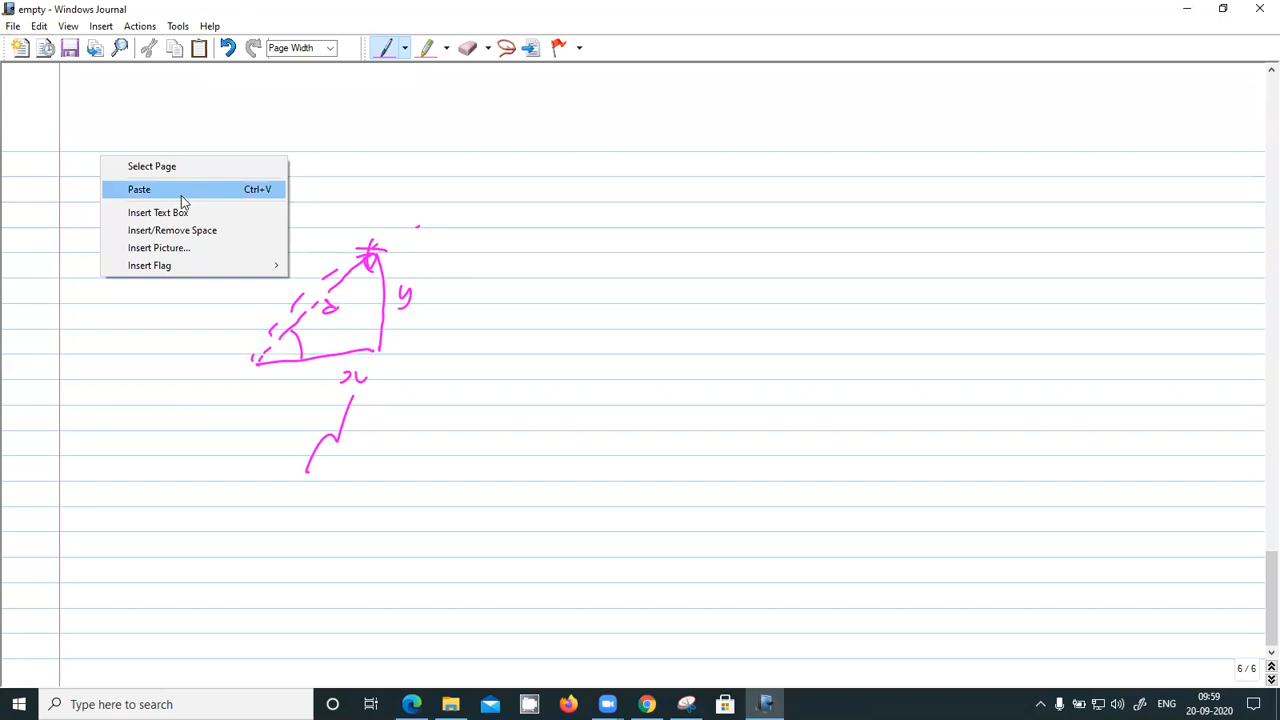 empty - Windows Journal
File Edit View Insert Actions Tools Help
Page Width
Select Page
Paste Ctrl+V
Insert Text Box
Insert/Remove Space
Insert Picture...
Insert Flag
d
y
x
6 / 6
Type here to search
ENG
09:59
20-09-2020